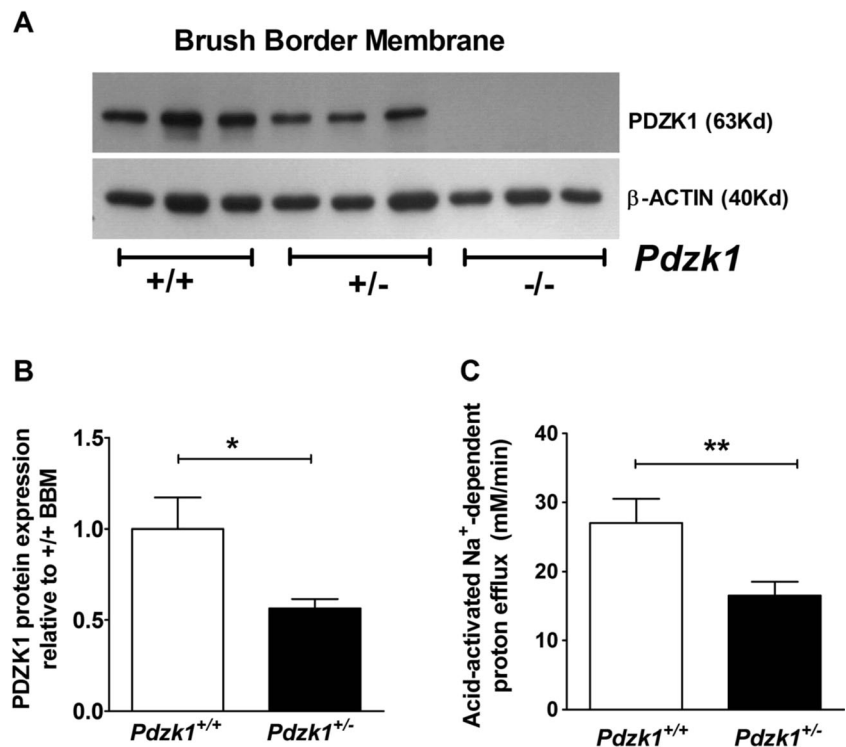 A
Brush Border Membrane
PDZK1 (63Kd)
β-ACTIN (40Kd)
+/+
+/-
-/-
Pdzk1
B
PDZK1 protein expression
relative to +/+ BBM
1.5
1.0
0.5
0.0
*
Pdzk1+/+
Pdzk1+/-
C
Acid-activated Na+-dependent
proton efflux (mM/min)
40
30
20
10
0
**
Pdzk1+/+
Pdzk1+/-